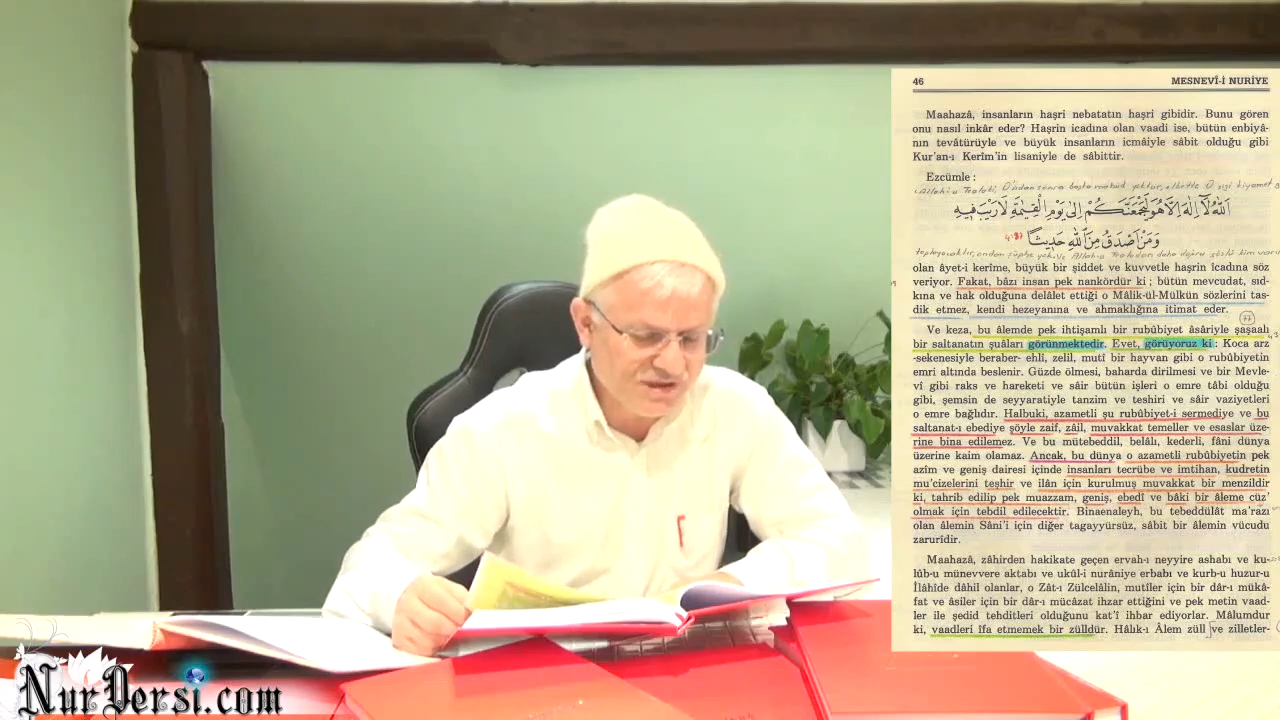 46 MESNEVÎ-İ NURİYE
Maahazâ, insanların haşri nebatatın haşri gibidir. Bunu gören
onu nasıl inkâr eder? Haşrin icadına olan vaadi ise, bütün enbiyâ-
nın tevâtürüyle ve büyük insanların icmâiyle sâbit olduğu gibi
Kur'an-ı Kerîm'in lisaniyle de sâbittir.
Ezcümle :
اَللّٰهُ لَٓا اِلٰهَ اِلَّا هُوَ لَيَجْمَعَنَّكُمْ اِلٰى يَوْمِ الْقِيٰمَةِ لَا رَيْبَ فِيهِ
وَمَنْ اَصْدَقُ مِنَ اللّٰهِ حَدِيثًا
olan âyet-i kerîme, büyük bir şiddet ve kuvvetle haşrin icadına söz
veriyor. Fakat, bâzı insan pek nankördür ki ; bütün mevcudat, sıd-
kına ve hak olduğuna delâlet ettiği o Mâlik-ül-Mülkün sözlerini tas-
dik etmez, kendi hezeyanına ve ahmaklığına itimat eder.
Ve keza, bu âlemde pek ihtişamlı bir rubûbiyet âsâriyle şaşaalı
bir saltanatın şuâları görünmektedir. Evet, görüyoruz ki : Koca arz
-sekenesiyle beraber- ehlî, zelil, mutî bir hayvan gibi o rubûbiyetin
emri altında beslenir. Güzde ölmesi, baharda dirilmesi ve bir Mevle-
vî gibi raks ve hareketi ve sâir bütün işleri o emre tâbi olduğu
gibi, şemsin de seyyaratiyle tanzim ve teshiri ve sâir vaziyetleri
o emre bağlıdır. Halbuki, azametli şu rubûbiyet-i sermediye ve bu
saltanat-ı ebediye şöyle zaif, zâil, muvakkat temeller ve esaslar üze-
rine bina edilemez. Ve bu mütebeddil, belâlı, kederli, fâni dünya
üzerine kaim olamaz. Ancak, bu dünya o azametli rubûbiyetin pek
azîm ve geniş dairesi içinde insanları tecrübe ve imtihan, kudretin
mu'cizelerini teşhir ve ilân için kurulmuş muvakkat bir menzildir
ki, tahrib edilip pek muazzam, geniş, ebedî ve bâki bir âleme cüz'
olmak için tebdil edilecektir. Binaenaleyh, bu tebeddülât ma'razı
olan âlemin Sâni'i için diğer tagayyürsüz, sâbit bir âlemin vücudu
zarurîdir.
Maahazâ, zâhirden hakikate geçen ervah-ı neyyire ashabı ve ku-
lûb-u münevvere aktabı ve ukûl-i nurâniye erbabı ve kurb-u huzur-u
İlâhîde dâhil olanlar, o Zât-ı Zülcelâlin, mutîler için bir dâr-ı mükâ-
fat ve âsiler için bir dâr-ı mücâzat ihzar ettiğini ve pek metin vaad-
ler ile şedid tehditleri olduğunu kat'î ihbar ediyorlar. Mâlumdur
ki, vaadleri ifa etmemek bir zülldür. Hâlık-ı Âlem züll ve zilletler-
NurDersi.com